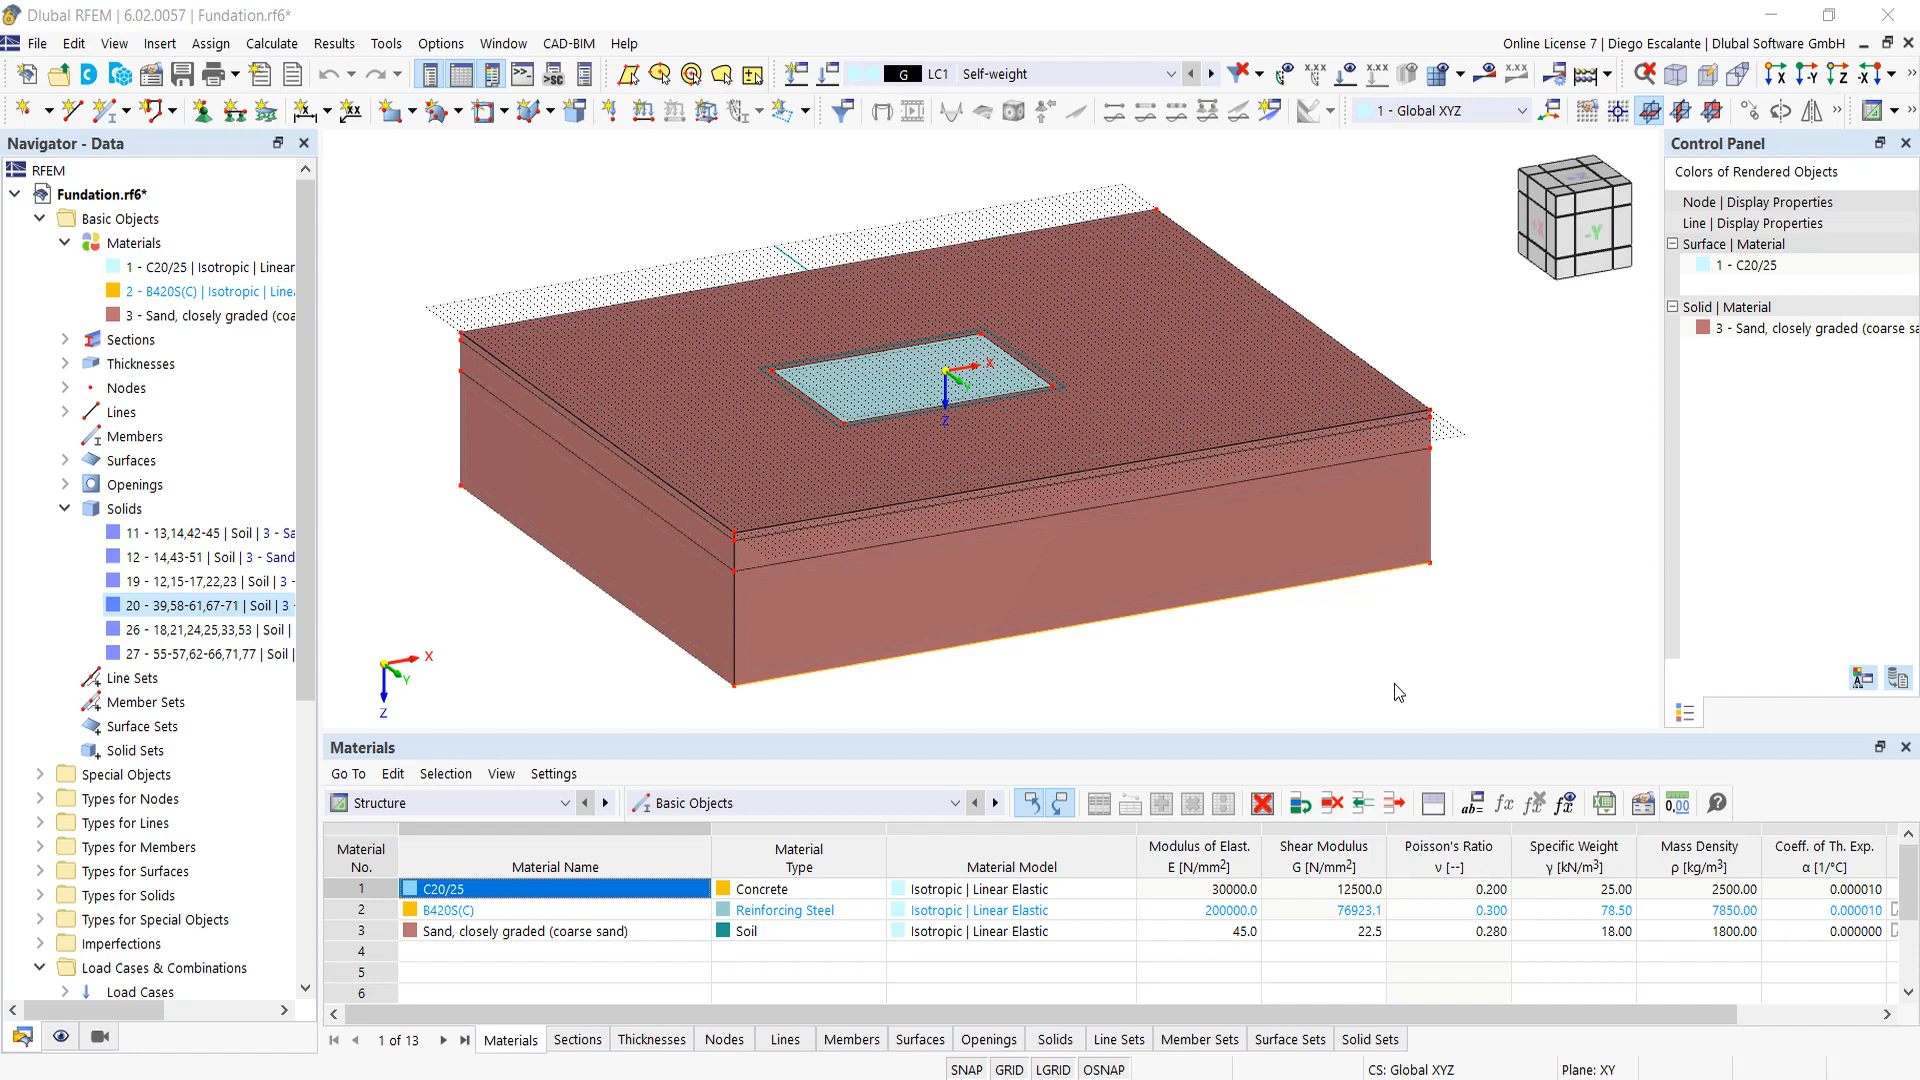 Dlubal RFEM | 6.02.0057 | Fundation.rf6*
File Edit View Insert Assign Calculate Results Tools Options Window CAD-BIM Help
Online License 7 | Diego Escalante | Dlubal Software GmbH
G LC1 Self-weight
1 - Global XYZ
Navigator - Data
RFEM
Fundation.rf6*
Basic Objects
Materials
1 - C20/25 | Isotropic | Linear
2 - B420S(C) | Isotropic | Linea
3 - Sand, closely graded (coa
Sections
Thicknesses
Nodes
Lines
Members
Surfaces
Openings
Solids
11 - 13,14,42-45 | Soil | 3 - Sa
12 - 14,43-51 | Soil | 3 - Sand
19 - 12,15-17,22,23 | Soil | 3 -
20 - 39,58-61,67-71 | Soil | 3 -
26 - 18,21,24,25,33,53 | Soil |
27 - 55-57,62-66,71,77 | Soil |
Line Sets
Member Sets
Surface Sets
Solid Sets
Special Objects
Types for Nodes
Types for Lines
Types for Members
Types for Surfaces
Types for Solids
Types for Special Objects
Imperfections
Load Cases & Combinations
Load Cases
X
Y
Z
X
Y
Z
-Y
Control Panel
Colors of Rendered Objects
Node | Display Properties
Line | Display Properties
Surface | Material
1 - C20/25
Solid | Material
3 - Sand, closely graded (coarse sa
Materials
Go To Edit Selection View Settings
Structure Basic Objects
Material No. Material Name Material Type Material Model Modulus of Elast. E [N/mm²] Shear Modulus G [N/mm²] Poisson's Ratio ν [--] Specific Weight γ [kN/m³] Mass Density ρ [kg/m³] Coeff. of Th. Exp. α [1/°C]
1 C20/25 Concrete Isotropic | Linear Elastic 30000.0 12500.0 0.200 25.00 2500.00 0.000010
2 B420S(C) Reinforcing Steel Isotropic | Linear Elastic 200000.0 76923.1 0.300 78.50 7850.00 0.000010
3 Sand, closely graded (coarse sand) Soil Isotropic | Linear Elastic 45.0 22.5 0.280 18.00 1800.00 0.000000
4
5
6
1 of 13 Materials Sections Thicknesses Nodes Lines Members Surfaces Openings Solids Line Sets Member Sets Surface Sets Solid Sets
SNAP GRID LGRID OSNAP CS: Global XYZ Plane: XY